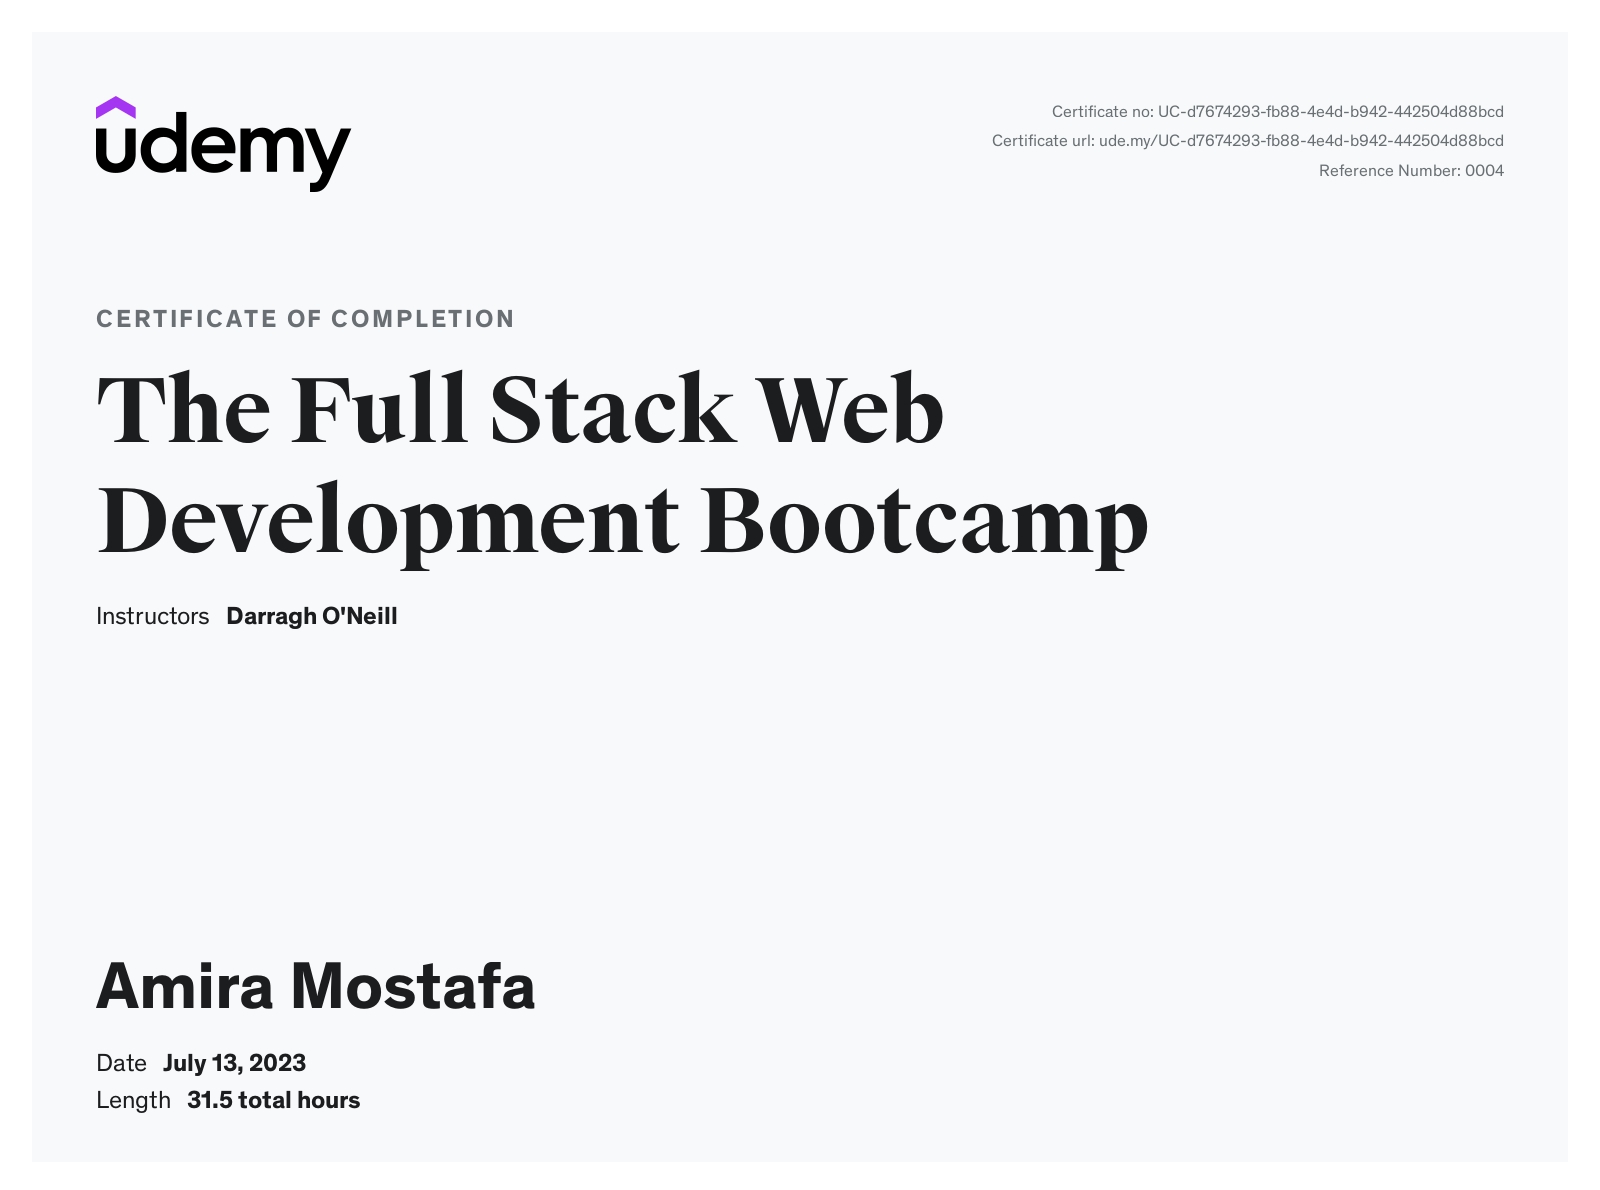 udemy
Certificate no: UC-d7674293-fb88-4e4d-b942-442504d88bcd
Certificate url: ude.my/UC-d7674293-fb88-4e4d-b942-442504d88bcd
Reference Number: 0004
CERTIFICATE OF COMPLETION
The Full Stack Web
Development Bootcamp
Instructors Darragh O'Neill
Amira Mostafa
Date July 13, 2023
Length 31.5 total hours